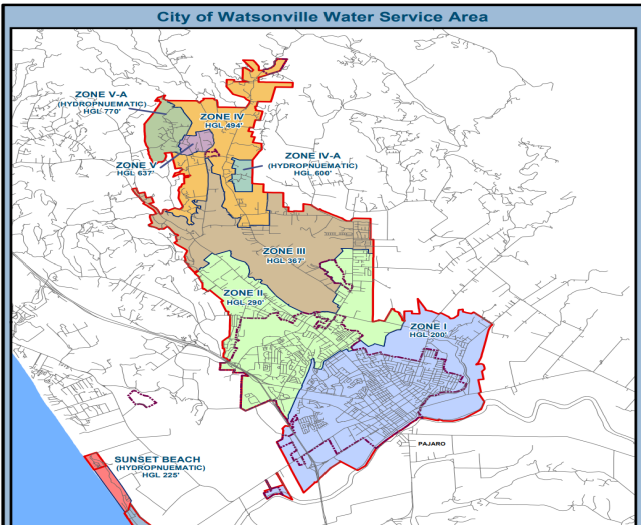 City of Watsonville Water Service Area
ZONE V-A
(HYDROPNUEMATIC)
HGL 770'
ZONE IV
HGL 494'
ZONE V
HGL 637'
ZONE IV-A
(HYDROPNUEMATIC)
HGL 600'
ZONE III
HGL 367'
ZONE II
HGL 290'
ZONE I
HGL 200'
PAJARO
SUNSET BEACH
(HYDROPNUEMATIC)
HGL 225'